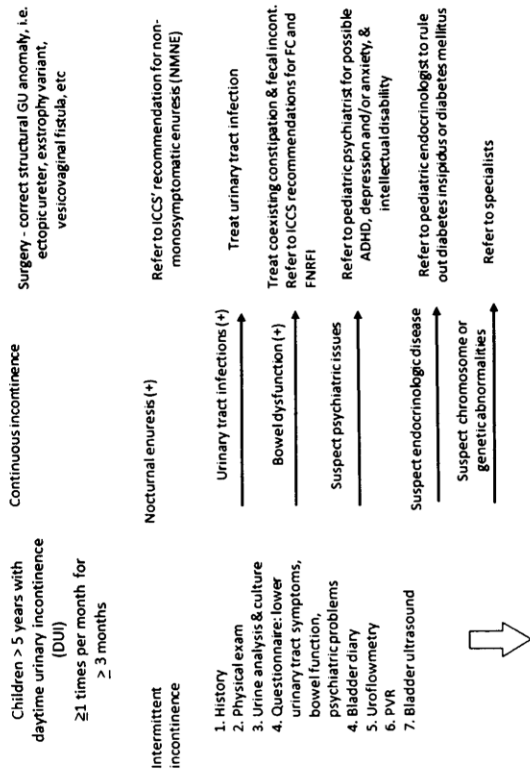 Children > 5 years with
daytime urinary incontinence
(DUI)
≧1 times per month for
≥ 3 months
Continuous incontinence
Surgery - correct structural GU anomaly, i.e.
ectopic ureter, exstrophy variant,
vesicovaginal fistula, etc
Intermittent
incontinence
Nocturnal enuresis (+)
Refer to ICCS' recommendation for non-
monosymptomatic enuresis (NMNE)
1. History
2. Physical exam
3. Urine analysis & culture
4. Questionnaire: lower
urinary tract symptoms,
bowel function,
psychiatric problems
4. Bladder diary
5. Uroflowmetry
6. PVR
7. Bladder ultrasound
Urinary tract infections (+)
Treat urinary tract infection
Bowel dysfunction (+)
Treat coexisting constipation & fecal incont.
Refer to ICCS recommendations for FC and
FNRFI
Suspect psychiatric issues
Refer to pediatric psychiatrist for possible
ADHD, depression and/or anxiety, &
intellectual disability
Suspect endocrinologic disease
Refer to pediatric endocrinologist to rule
out diabetes insipidus or diabetes mellitus
Suspect chromosome or
genetic abnormalities
Refer to specialists